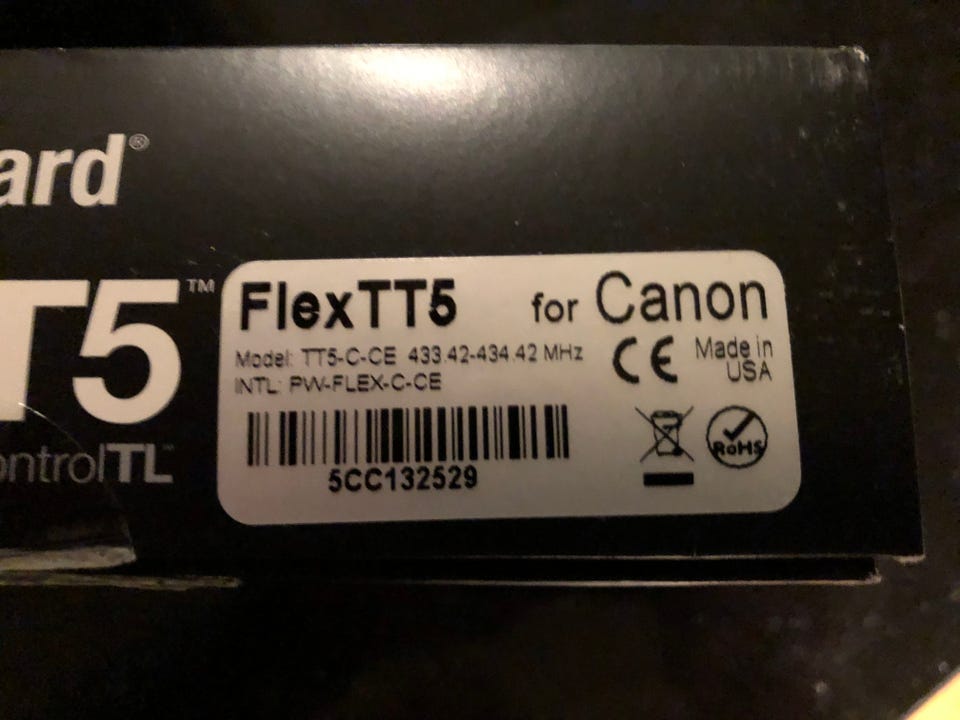 ard®
T5™
ontrolTL™
FlexTT5 for Canon
Model: TT5-C-CE 433.42-434.42 MHz
INTL: PW-FLEX-C-CE
CE Made in
USA
5CC132529
RoHS